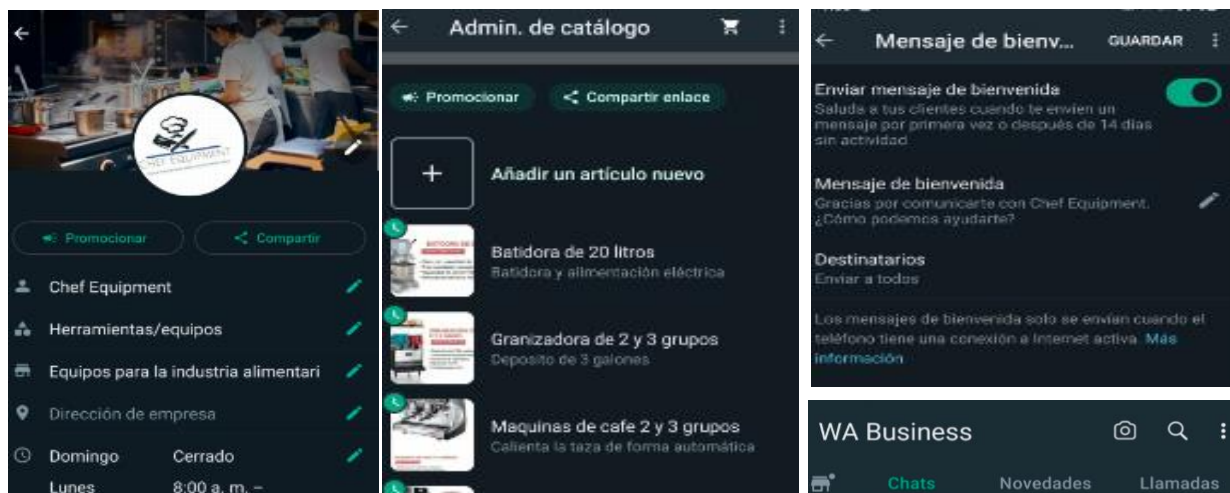 CHEF EQUIPMENT
Promocionar
Compartir
Chef Equipment
Herramientas/equipos
Equipos para la industria alimentari
Dirección de empresa
Domingo Cerrado
Lunes 8:00 a. m. –
Admin. de catálogo
Promocionar
Compartir enlace
Añadir un artículo nuevo
Batidora de 20 litros
Batidora y alimentación eléctrica
Granizadora de 2 y 3 grupos
Deposito de 3 galones
Maquinas de cafe 2 y 3 grupos
Calienta la taza de forma automática
Mensaje de bienv... GUARDAR
Enviar mensaje de bienvenida
Saluda a tus clientes cuando te envíen un
mensaje por primera vez o después de 14 días
sin actividad
Mensaje de bienvenida
Gracias por comunicarte con Chef Equipment.
¿Cómo podemos ayudarte?
Destinatarios
Enviar a todos
Los mensajes de bienvenida solo se envían cuando el
teléfono tiene una conexión a Internet activa. Más
información
WA Business
Chats Novedades Llamadas